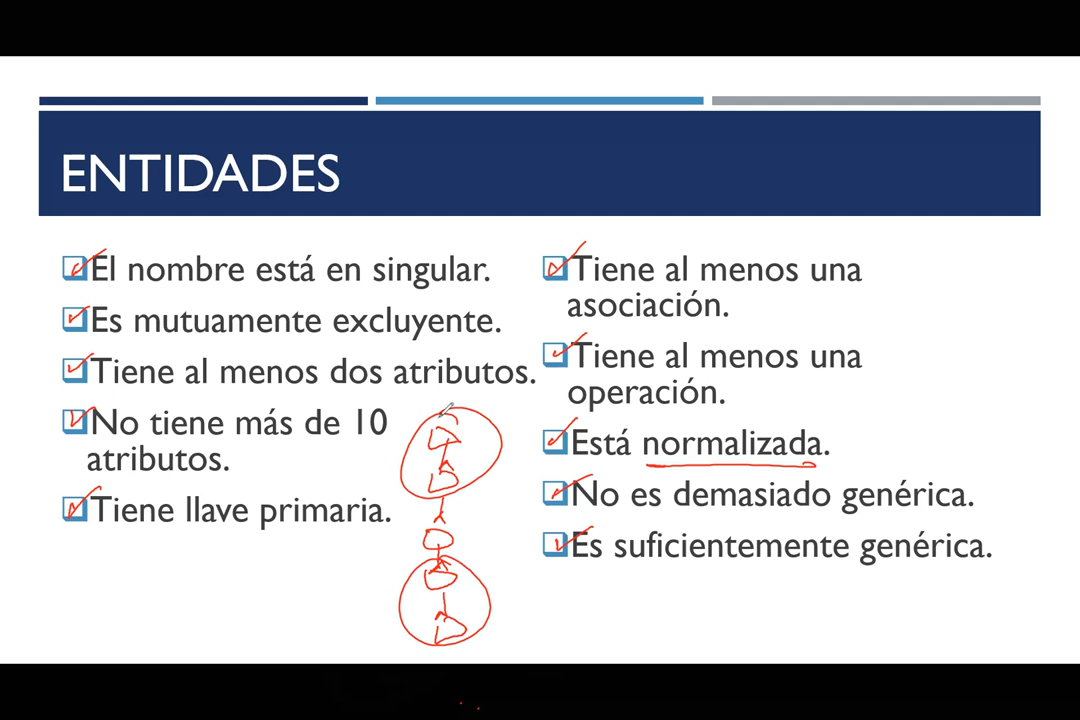 ENTIDADES
El nombre está en singular.
Es mutuamente excluyente.
Tiene al menos dos atributos.
No tiene más de 10
atributos.
Tiene llave primaria.
Tiene al menos una
asociación.
Tiene al menos una
operación.
Está normalizada.
No es demasiado genérica.
Es suficientemente genérica.